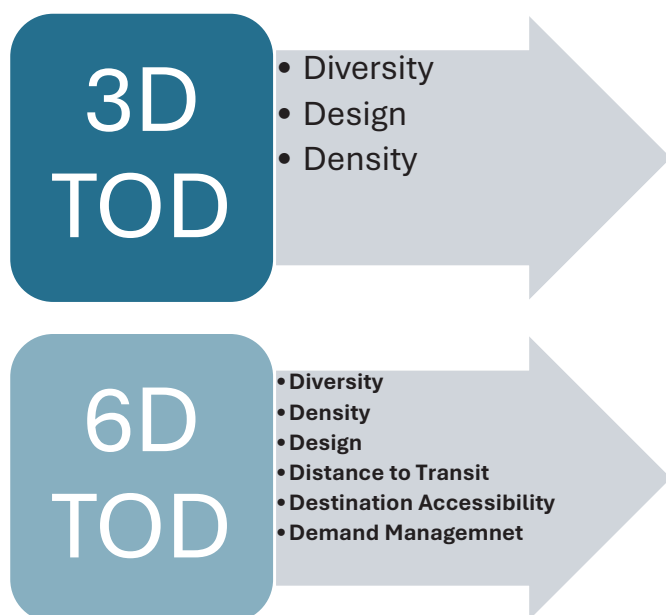 3D
TOD
• Diversity
• Design
• Density
6D
TOD
•Diversity
•Density
•Design
•Distance to Transit
•Destination Accessibility
•Demand Managemnet